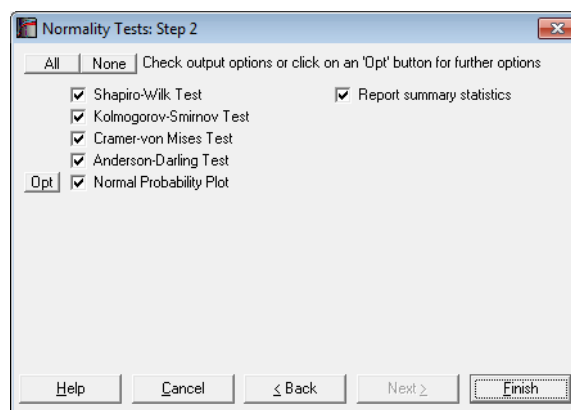 Normality Tests: Step 2
All None Check output options or click on an 'Opt' button for further options
Shapiro-Wilk Test Report summary statistics
Kolmogorov-Smirnov Test
Cramer-von Mises Test
Anderson-Darling Test
Opt Normal Probability Plot
Help Cancel < Back Next > Finish